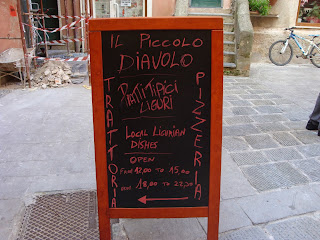 IL PICCOLO
DIAVOLO
TRATTORIA
PIATTI TIPICI
LIGURI
LOCAL LIGURIAN
DISHES
OPEN
FROM 12,00 TO 15,00
18,00 TO 22,30
PIZZERIA